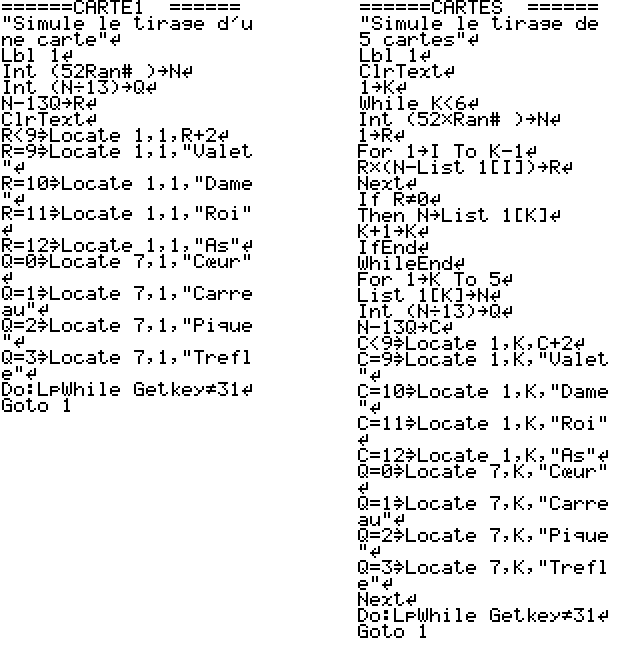 ======CARTE1  ======
"Simule le tirage d'u
ne carte"↵
Lbl 1↵
Int (52Ran# )→N↵
Int (N÷13)→Q↵
N-13Q→R↵
ClrText↵
R<9⇒Locate 1,1,R+2↵
R=9⇒Locate 1,1,"Valet
"↵
R=10⇒Locate 1,1,"Dame
"↵
R=11⇒Locate 1,1,"Roi"
↵
R=12⇒Locate 1,1,"As"↵
Q=0⇒Locate 7,1,"Cœur"
↵
Q=1⇒Locate 7,1,"Carre
au"↵
Q=2⇒Locate 7,1,"Pique
"↵
Q=3⇒Locate 7,1,"Trefl
e"↵
Do:LpWhile Getkey≠31↵
Goto 1
======CARTES  ======
"Simule le tirage de
5 cartes"↵
Lbl 1↵
ClrText↵
1→K↵
While K<6↵
Int (52×Ran# )→N↵
1→R↵
For 1→I To K-1↵
R×(N-List 1[I])→R↵
Next↵
If R≠0↵
Then N→List 1[K]↵
K+1→K↵
IfEnd↵
WhileEnd↵
For 1→K To 5↵
List 1[K]→N↵
Int (N÷13)→Q↵
N-13Q→C↵
C<9⇒Locate 1,K,C+2↵
C=9⇒Locate 1,K,"Valet
"↵
C=10⇒Locate 1,K,"Dame
"↵
C=11⇒Locate 1,K,"Roi"
↵
C=12⇒Locate 1,K,"As"↵
Q=0⇒Locate 7,K,"Cœur"
↵
Q=1⇒Locate 7,K,"Carre
au"↵
Q=2⇒Locate 7,K,"Pique
"↵
Q=3⇒Locate 7,K,"Trefl
e"↵
Next↵
Do:LpWhile Getkey≠31↵
Goto 1